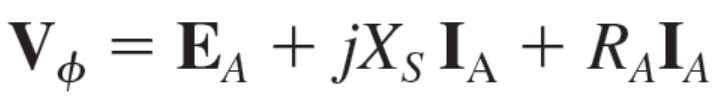 V_ϕ = E_A + jX_S I_A + R_A I_A